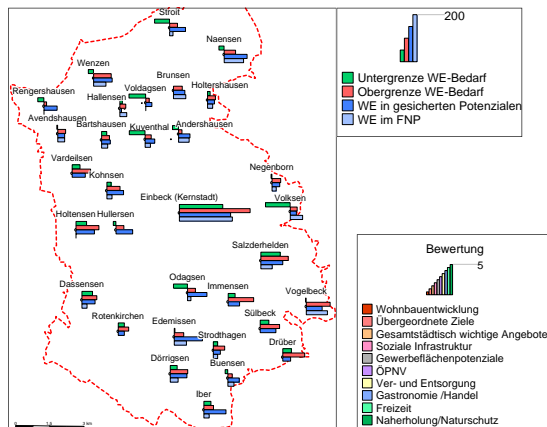 Stroit
Naensen
Wenzen
Brunsen
Voldagsen
Holtershausen
Rengershausen
Hallensen
Avendshausen
Bartshausen
Kuventhal
Andershausen
Vardeilsen
Kohnsen
Negenborn
Einbeck (Kernstadt)
Volksen
Holtensen
Hullersen
Salzderhelden
Odagsen
Immensen
Dassensen
Vogelbeck
Rotenkirchen
Edemissen
Sülbeck
Strodthagen
Drüber
Dörrigsen
Buensen
Iber
200
Untergrenze WE-Bedarf
Obergrenze WE-Bedarf
WE in gesicherten Potenzialen
WE im FNP
Bewertung
5
Wohnbauentwicklung
Übergeordnete Ziele
Gesamtstädtisch wichtige Angebote
Soziale Infrastruktur
Gewerbeflächenpotenziale
ÖPNV
Ver- und Entsorgung
Gastronomie /Handel
Freizeit
Naherholung/Naturschutz